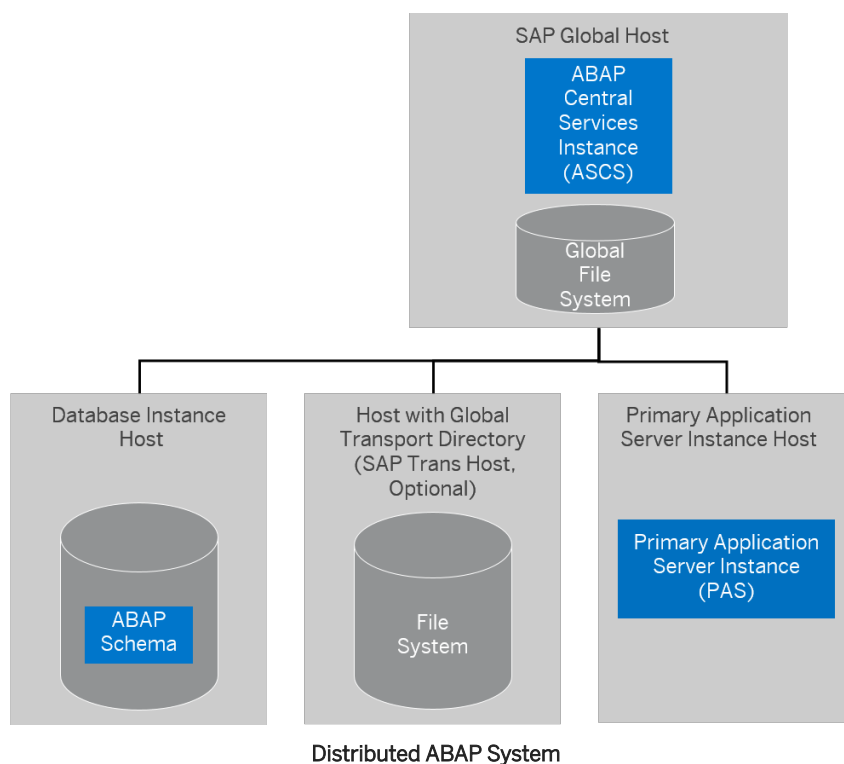 SAP Global Host
ABAP
Central
Services
Instance
(ASCS)
Global
File
System
Database Instance
Host
ABAP
Schema
Host with Global
Transport Directory
(SAP Trans Host,
Optional)
File
System
Primary Application
Server Instance Host
Primary Application
Server Instance
(PAS)
Distributed ABAP System